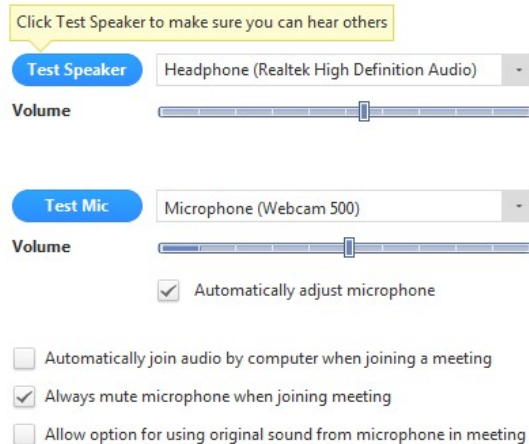 Click Test Speaker to make sure you can hear others
Test Speaker
Headphone (Realtek High Definition Audio)
Volume
Test Mic
Microphone (Webcam 500)
Volume
Automatically adjust microphone
Automatically join audio by computer when joining a meeting
Always mute microphone when joining meeting
Allow option for using original sound from microphone in meeting